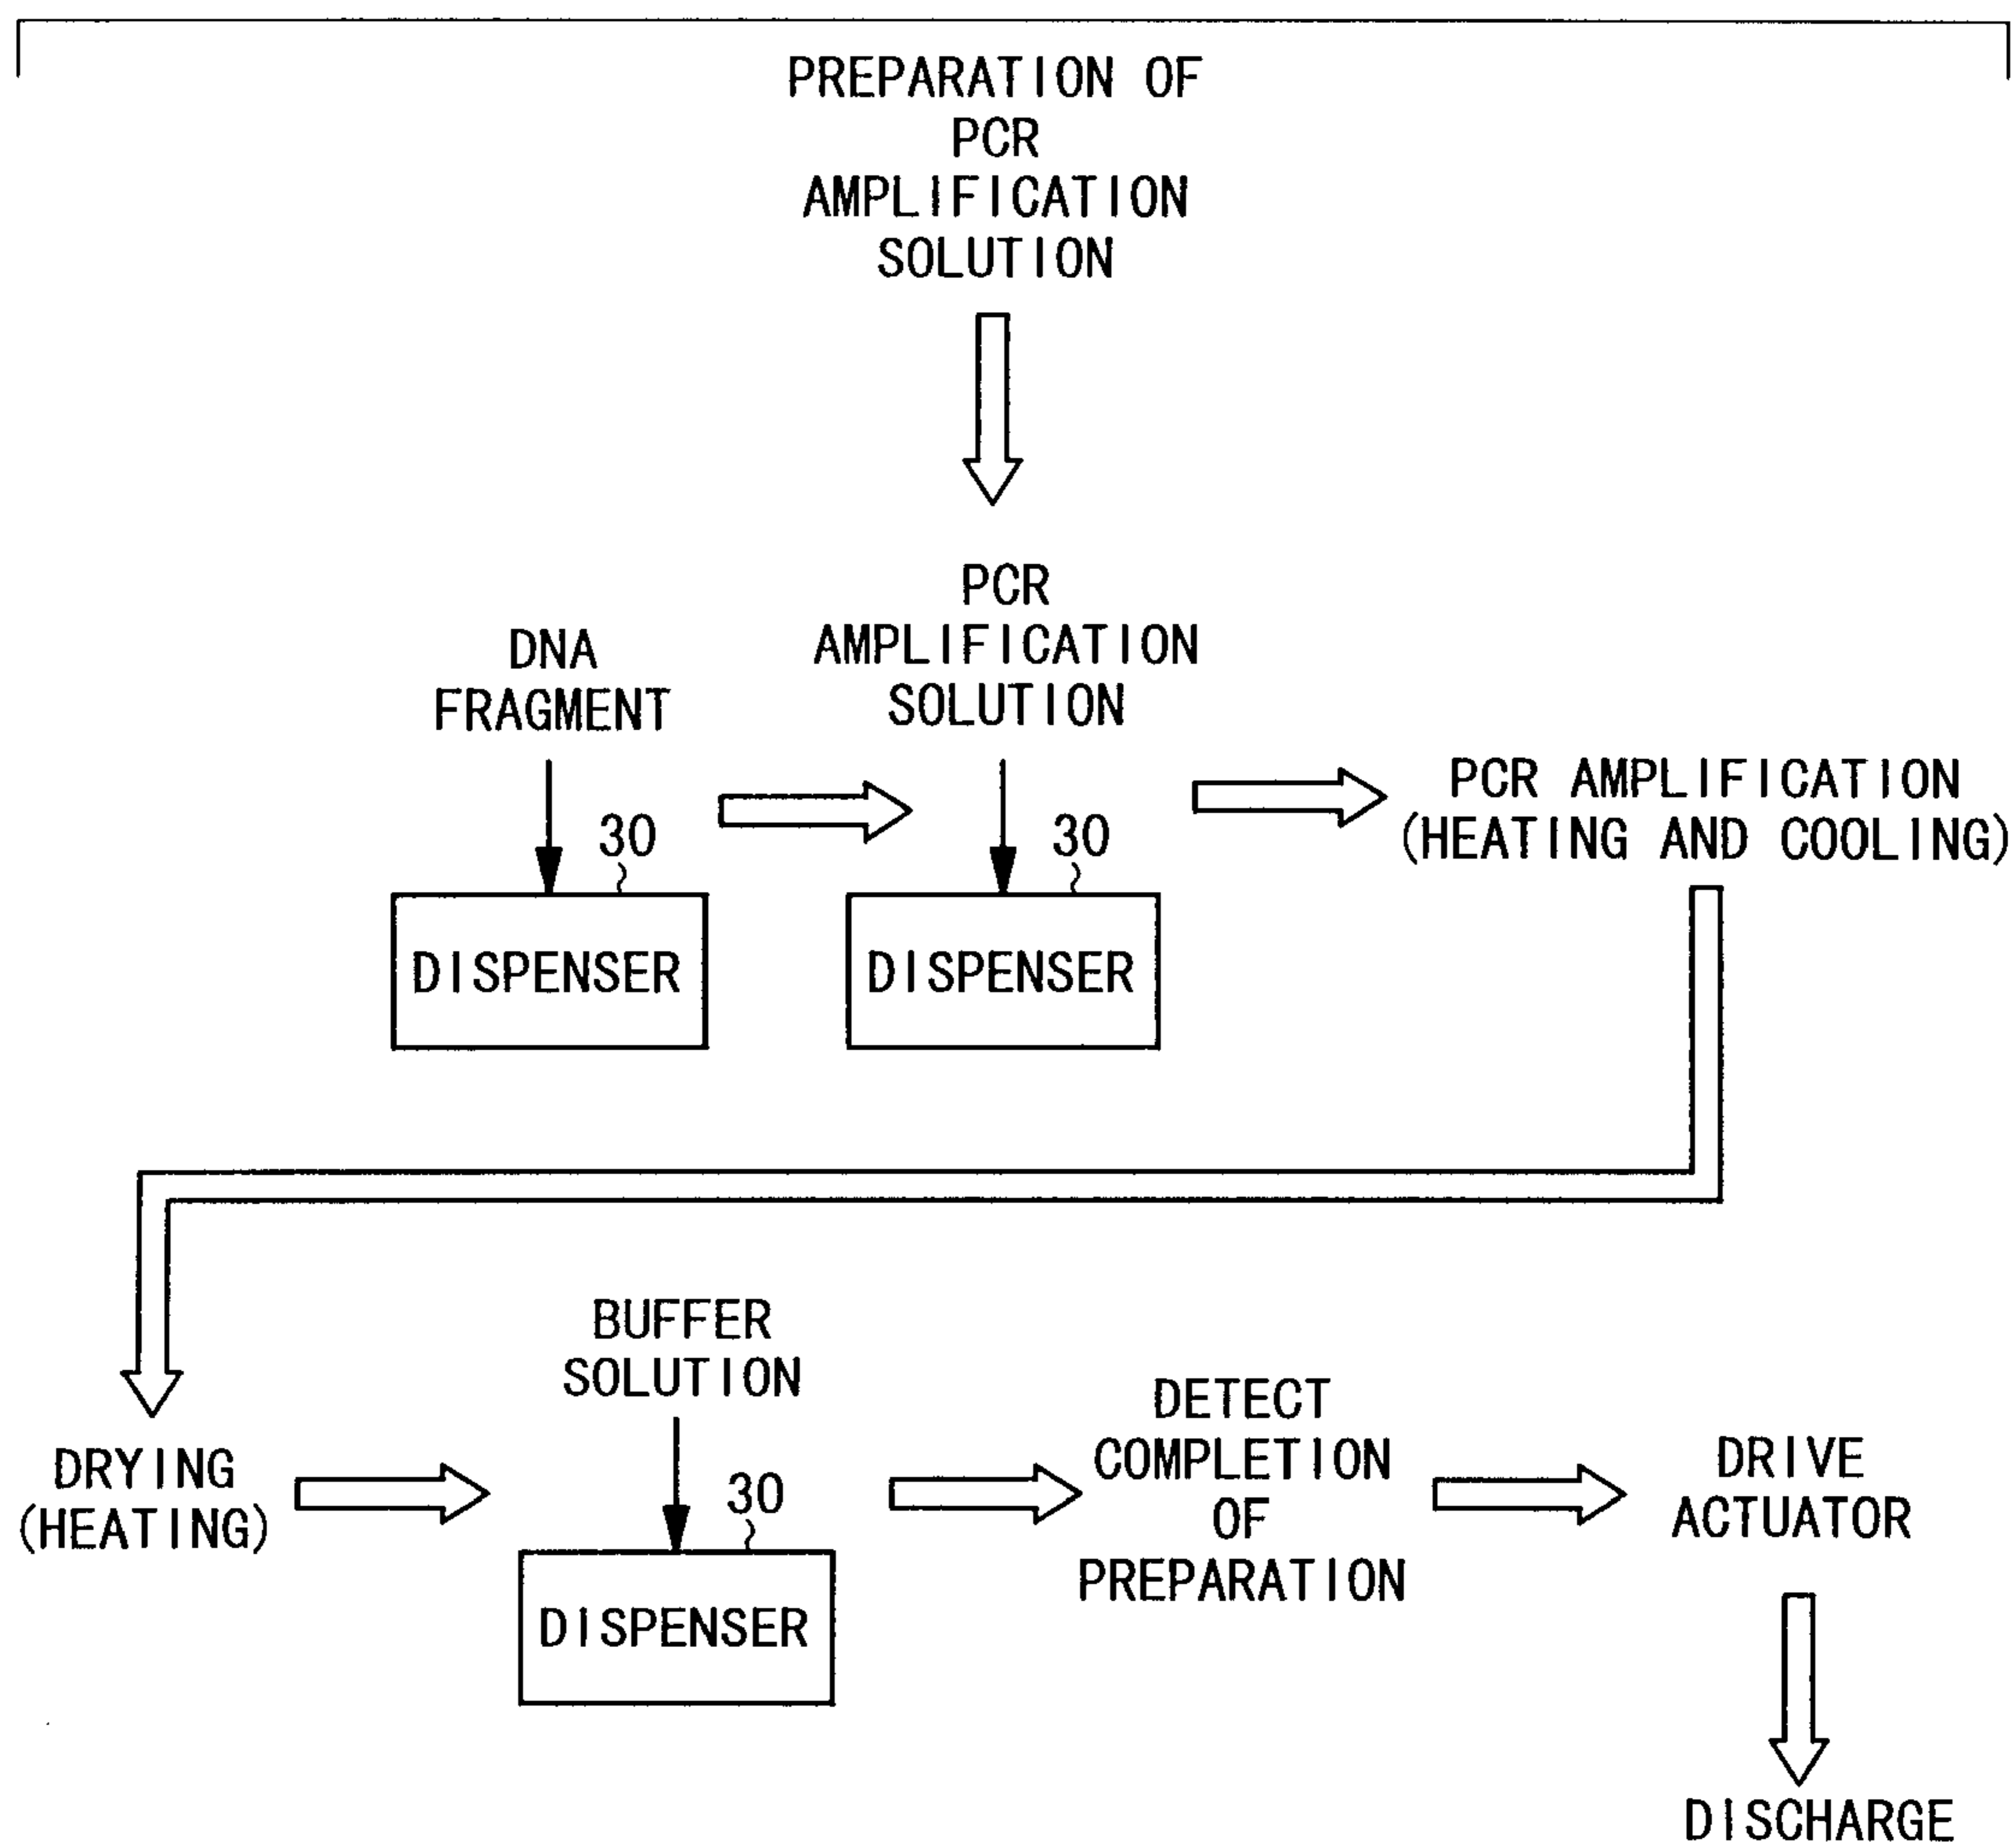 PREPARATION OF
PCR
AMPLIFICATION
SOLUTION
DNA
FRAGMENT
PCR
AMPLIFICATION
SOLUTION
PCR AMPLIFICATION
(HEATING AND COOLING)
30
DISPENSER
30
DISPENSER
DRYING
(HEATING)
BUFFER
SOLUTION
30
DISPENSER
DETECT
COMPLETION
OF
PREPARATION
DRIVE
ACTUATOR
DISCHARGE